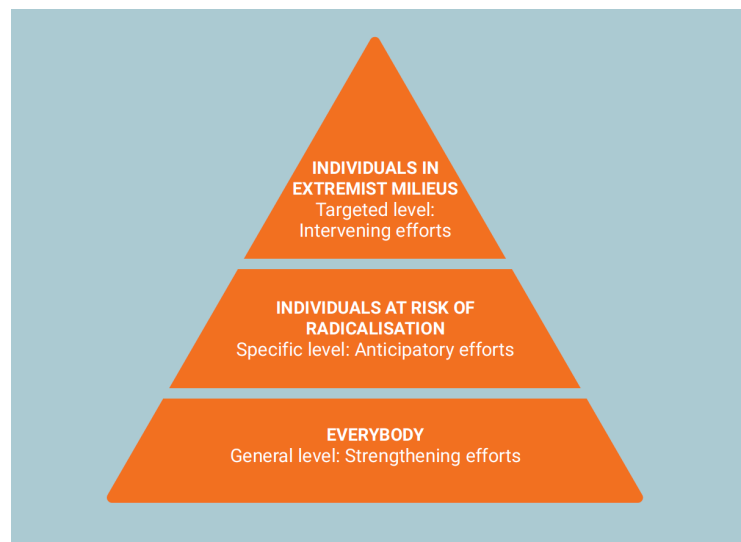 INDIVIDUALS IN
EXTREMIST MILIEUS
Targeted level:
Intervening efforts
INDIVIDUALS AT RISK OF
RADICALISATION
Specific level: Anticipatory efforts
EVERYBODY
General level: Strengthening efforts